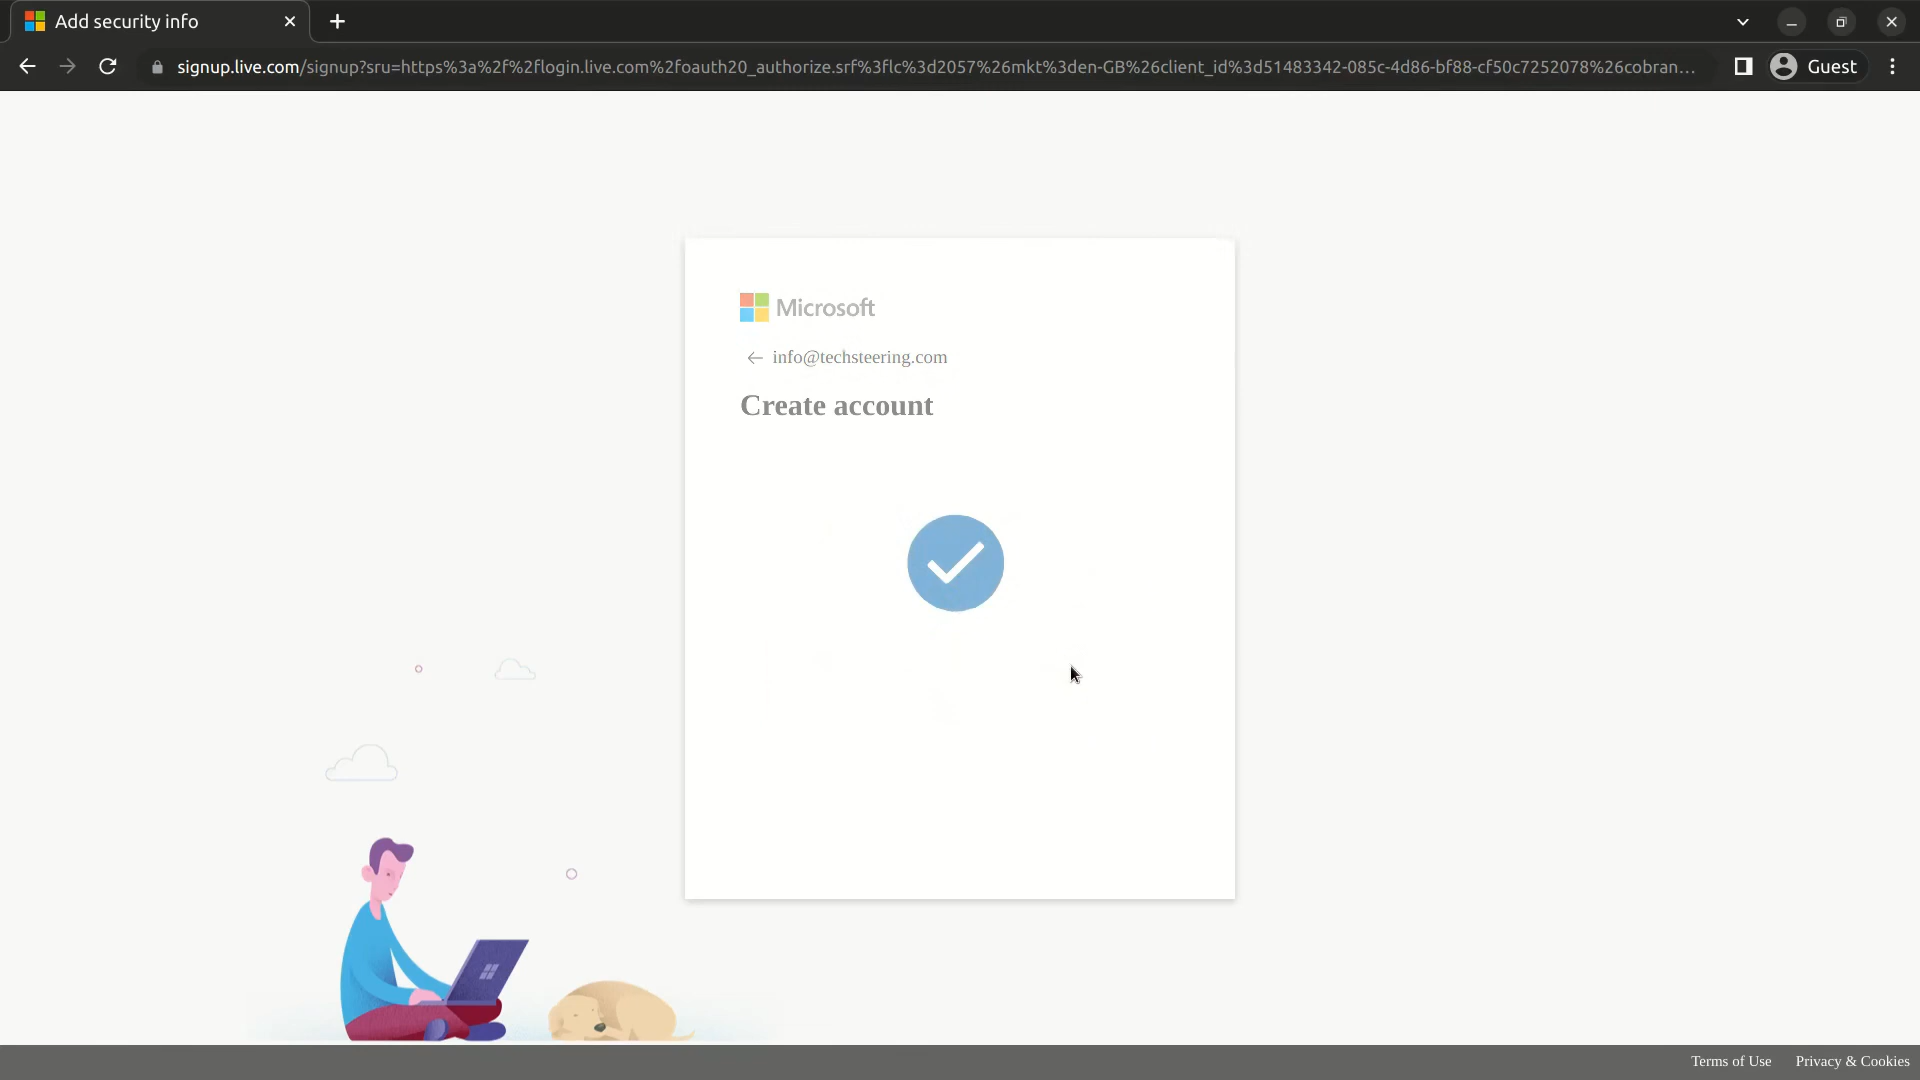 Add security info
signup.live.com/signup?sru=https%3a%2f%2flogin.live.com%2foauth20_authorize.srf%3flc%3d2057%26mkt%3den-GB%26client_id%3d51483342-085c-4d86-bf88-cf50c7252078%26cobran...
Guest
Microsoft
info@techsteering.com
Create account
Terms of Use
Privacy & Cookies